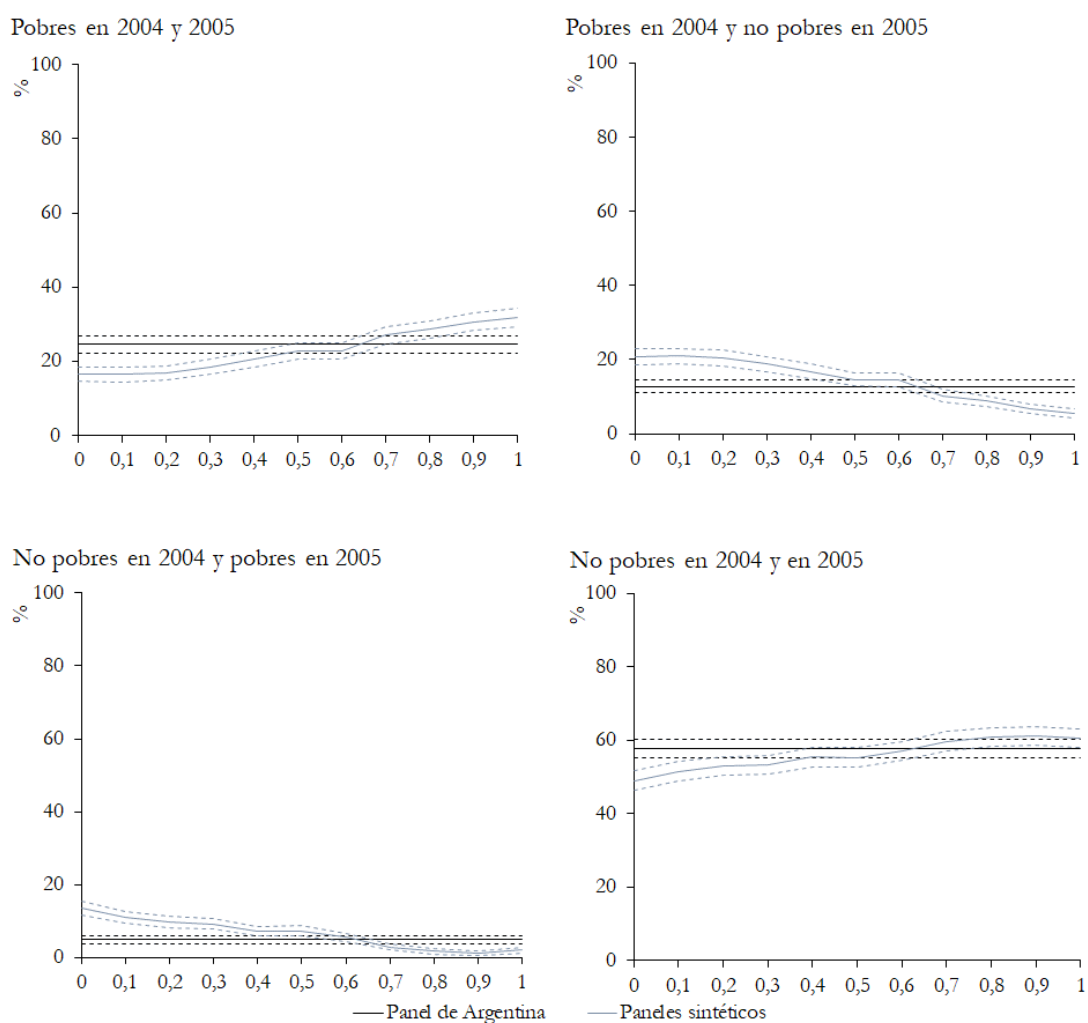 Pobres en 2004 y 2005
Pobres en 2004 y no pobres en 2005
100
80
60
40
20
0
%
0 0,1 0,2 0,3 0,4 0,5 0,6 0,7 0,8 0,9 1
100
80
60
40
20
0
%
0 0,1 0,2 0,3 0,4 0,5 0,6 0,7 0,8 0,9 1
No pobres en 2004 y pobres en 2005
No pobres en 2004 y en 2005
100
80
60
40
20
0
%
0 0,1 0,2 0,3 0,4 0,5 0,6 0,7 0,8 0,9 1
100
80
60
40
20
0
%
0 0,1 0,2 0,3 0,4 0,5 0,6 0,7 0,8 0,9 1
Panel de Argentina
Paneles sintéticos